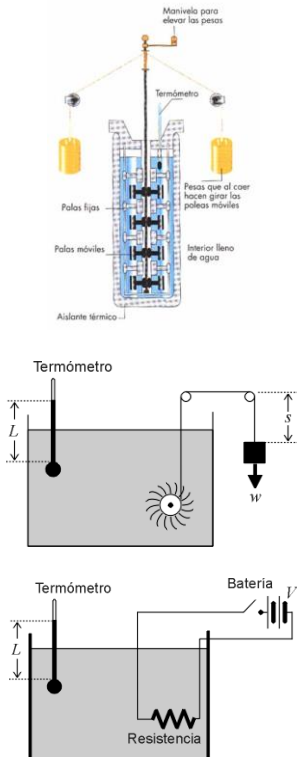 Manivela para
elevar las pesas
Termómetro
Palas fijas
Pesas que al caer
hacen girar las
poleas móviles
Palas móviles
Interior lleno
de agua
Aislante térmico
Termómetro
L
s
w
Termómetro
Batería
V
L
Resistencia